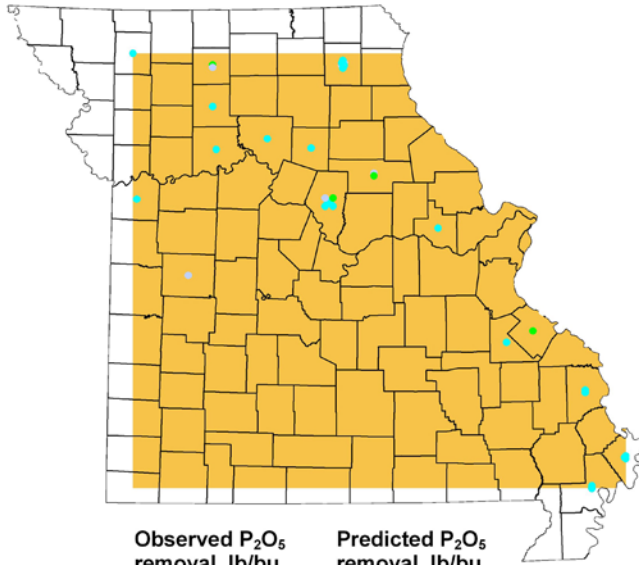 Observed P₂O₅ Predicted P₂O₅
removal, lb/bu removal, lb/bu